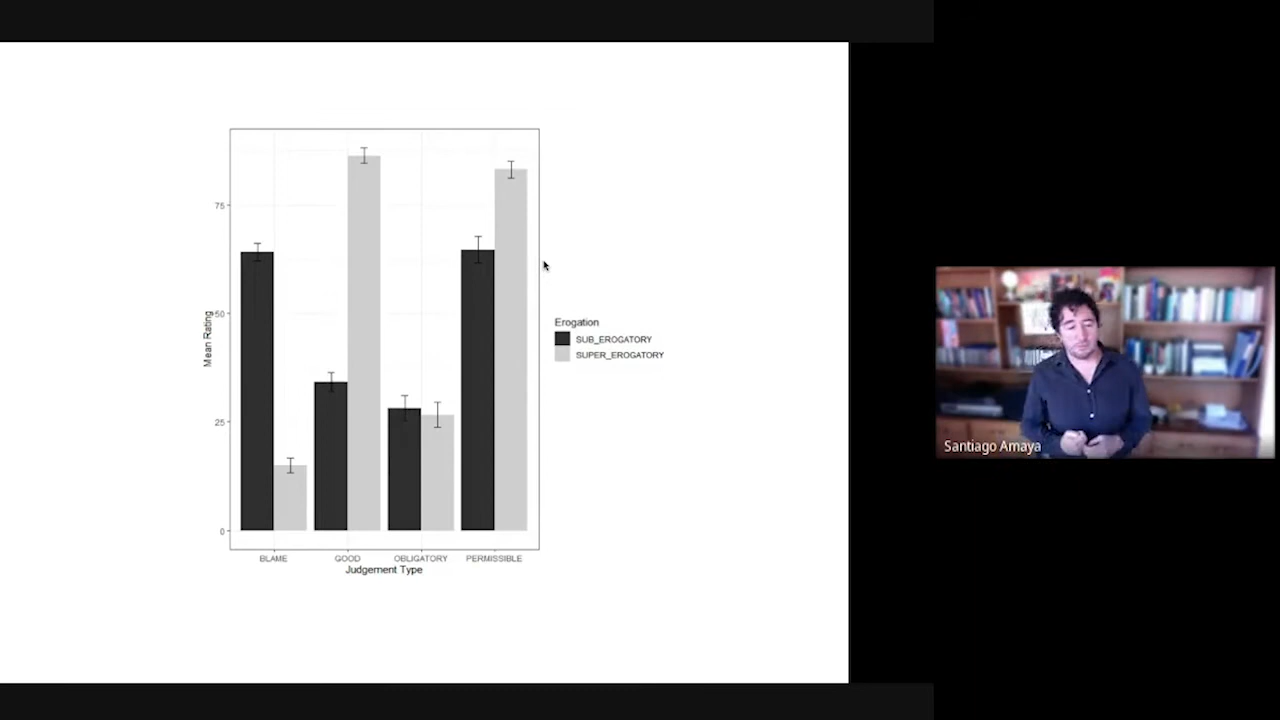 75
50
25
0
Mean Rating
BLAME
GOOD
OBLIGATORY
PERMISSIBLE
Judgement Type
Erogation
SUB_EROGATORY
SUPER_EROGATORY
Santiago Amaya